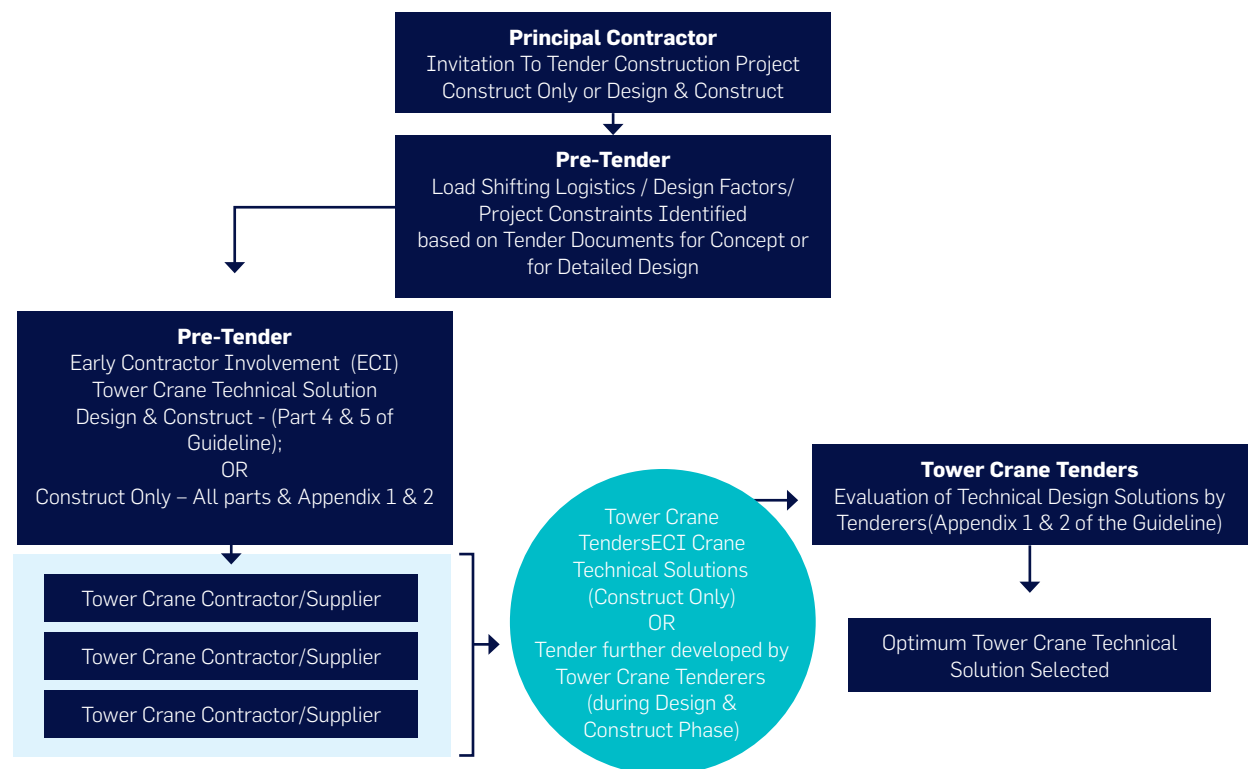 Principal Contractor
Invitation To Tender Construction Project
Construct Only or Design & Construct
Pre-Tender
Load Shifting Logistics / Design Factors/
Project Constraints Identified
based on Tender Documents for Concept or
for Detailed Design
Pre-Tender
Early Contractor Involvement (ECI)
Tower Crane Technical Solution
Design & Construct - (Part 4 & 5 of
Guideline);
OR
Construct Only – All parts & Appendix 1 & 2
Tower Crane Contractor/Supplier
Tower Crane Contractor/Supplier
Tower Crane Contractor/Supplier
Tower Crane
TendersECI Crane
Technical Solutions
(Construct Only)
OR
Tender further developed by
Tower Crane Tenderers
(during Design &
Construct Phase)
Tower Crane Tenders
Evaluation of Technical Design Solutions by
Tenderers(Appendix 1 & 2 of the Guideline)
Optimum Tower Crane Technical
Solution Selected